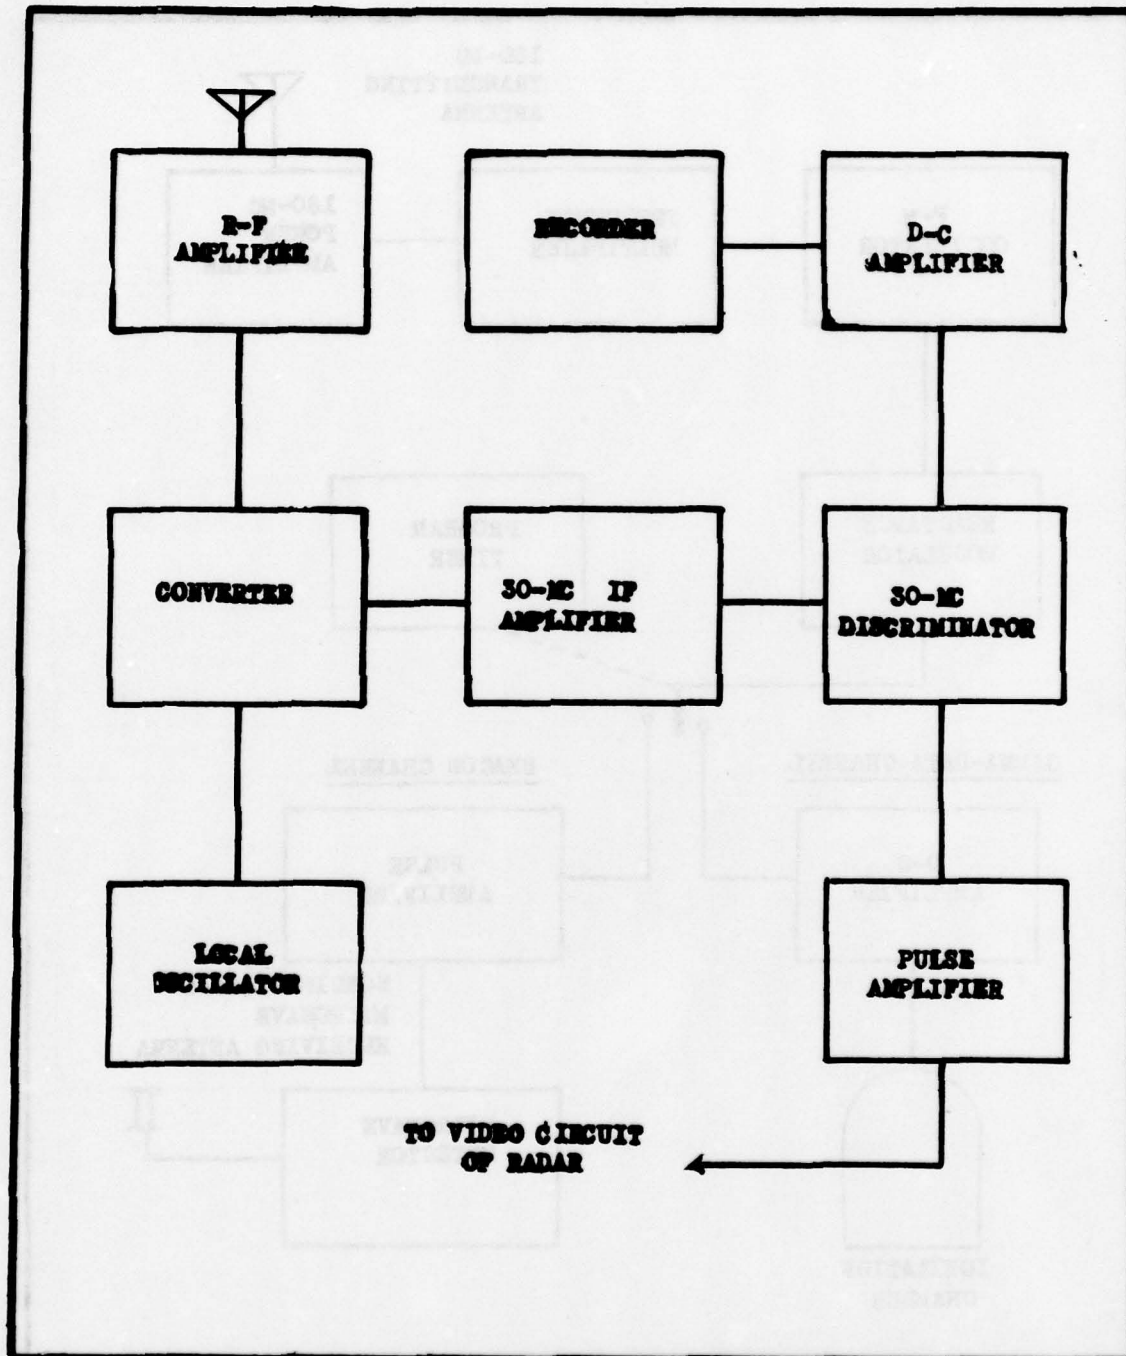 R-F
AMPLIFIER
RECORDER
D-C
AMPLIFIER
CONVERTER
30-MC IF
AMPLIFIER
30-MC
DISCRIMINATOR
LOCAL
OSCILLATOR
PULSE
AMPLIFIER
TO VIDEO CIRCUIT
OF RADAR